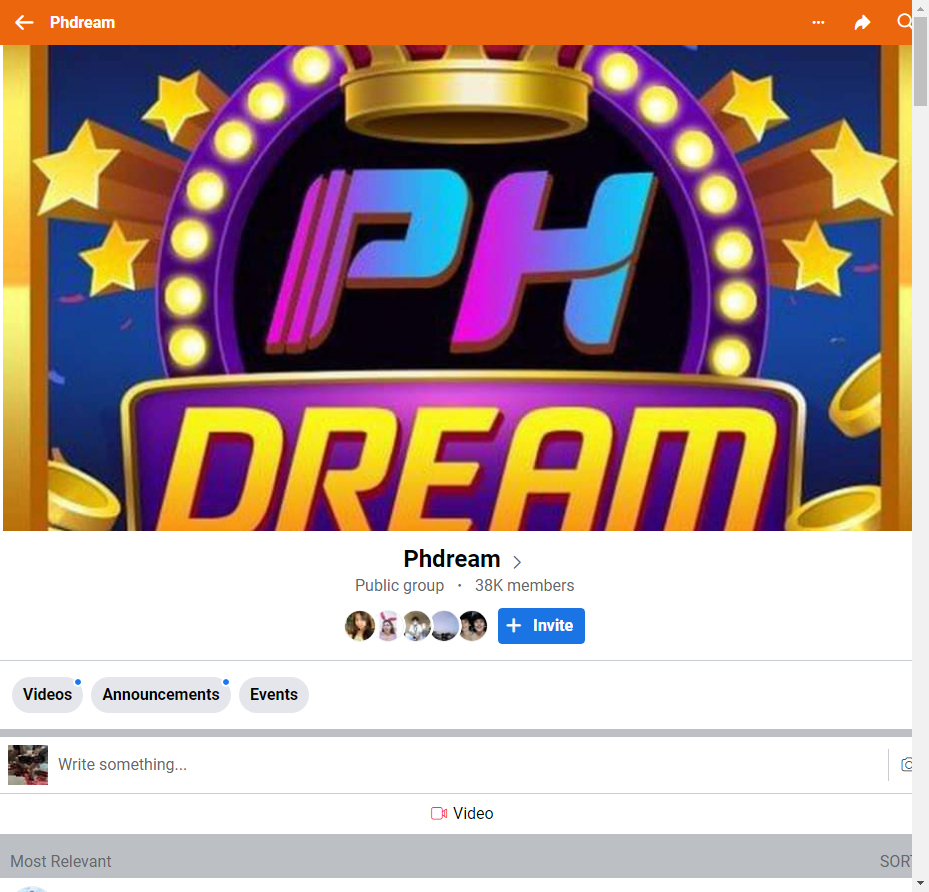 Phdream
PH
DREAM
Phdream
Public group · 38K members
+ Invite
Videos
Announcements
Events
Write something...
Video
Most Relevant
SORT